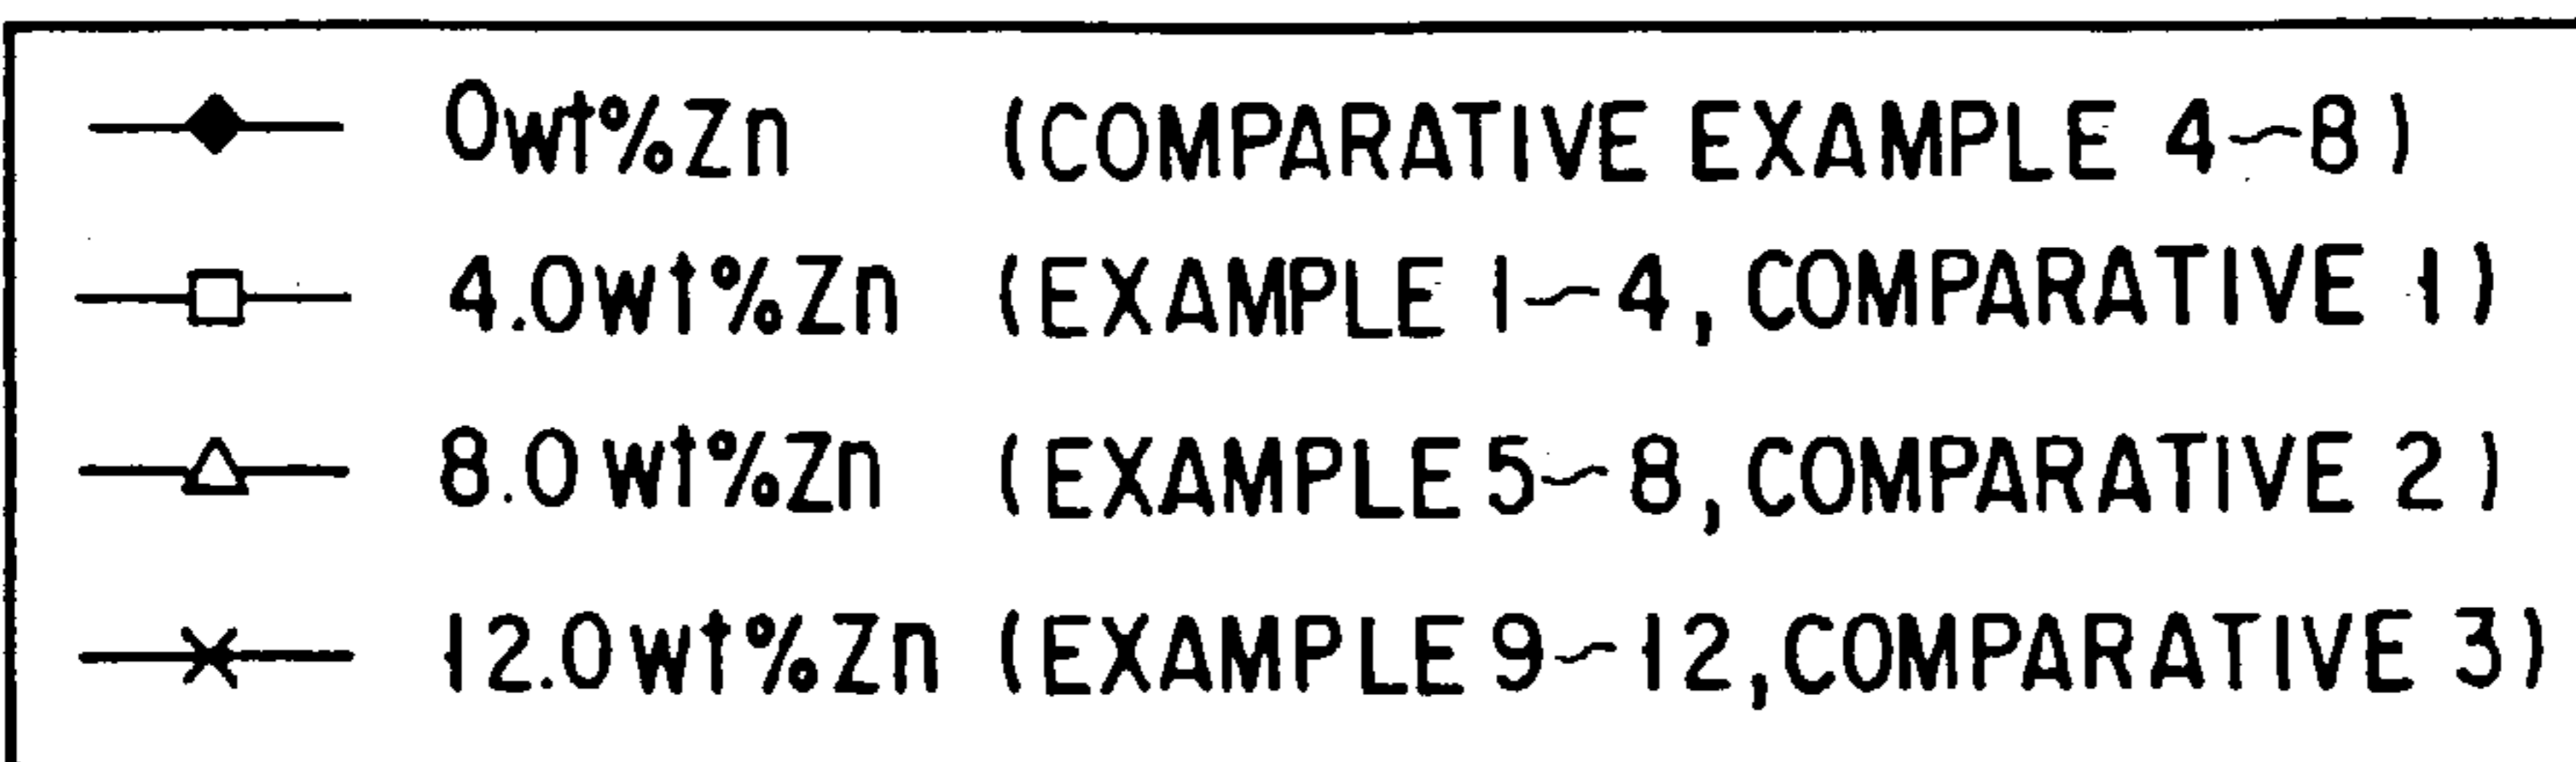 0wt%Zn (COMPARATIVE EXAMPLE 4~8)
4.0wt%Zn (EXAMPLE 1~4, COMPARATIVE 1)
8.0wt%Zn (EXAMPLE 5~8, COMPARATIVE 2)
12.0wt%Zn (EXAMPLE 9~12, COMPARATIVE 3)